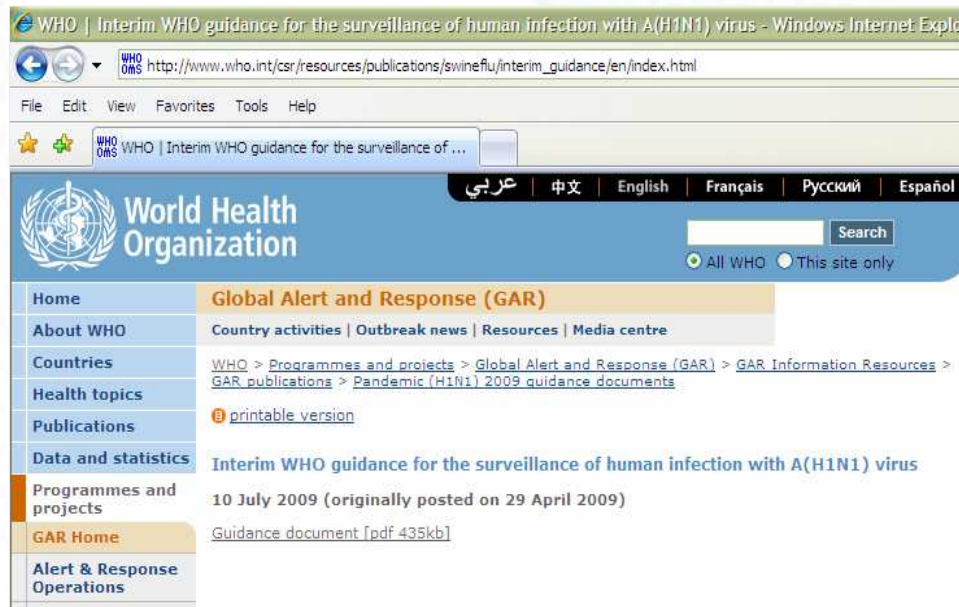 WHO | Interim WHO guidance for the surveillance of human infection with A(H1N1) virus - Windows Internet Explo
WHO OMS http://www.who.int/csr/resources/publications/swineflu/interim_guidance/en/index.html
File Edit View Favorites Tools Help
WHO OMS WHO | Interim WHO guidance for the surveillance of ...
عربي | 中文 | English | Français | Русский | Español
World Health
Organization
Search
All WHO This site only
Home
About WHO
Countries
Health topics
Publications
Data and statistics
Programmes and
projects
GAR Home
Alert & Response
Operations
Global Alert and Response (GAR)
Country activities | Outbreak news | Resources | Media centre
WHO > Programmes and projects > Global Alert and Response (GAR) > GAR Information Resources >
GAR publications > Pandemic (H1N1) 2009 guidance documents
printable version
Interim WHO guidance for the surveillance of human infection with A(H1N1) virus
10 July 2009 (originally posted on 29 April 2009)
Guidance document [pdf 435kb]